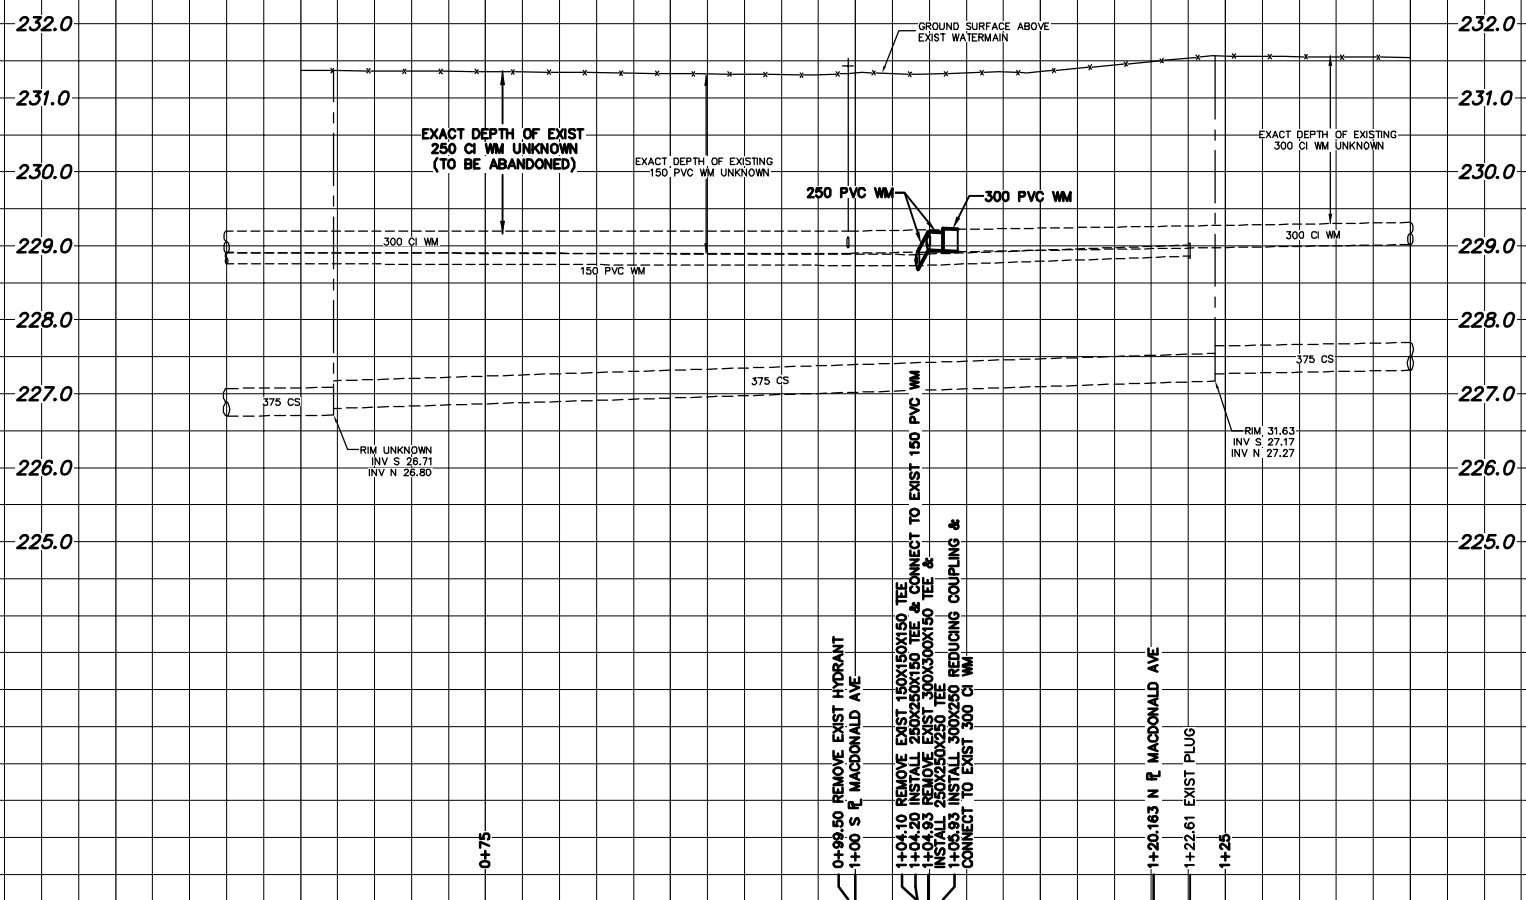 232.0
232.0
GROUND SURFACE ABOVE
EXIST WATERMAIN
231.0
231.0
EXACT DEPTH OF EXIST
250 CI WM UNKNOWN
(TO BE ABANDONED)
EXACT DEPTH OF EXISTING
150 PVC WM UNKNOWN
EXACT DEPTH OF EXISTING
300 CI WM UNKNOWN
230.0
230.0
250 PVC WM
300 PVC WM
229.0
229.0
300 CI WM
300 CI WM
150 PVC WM
228.0
228.0
375 CS
375 CS
375 CS
227.0
227.0
RIM UNKNOWN
INV S 26.71
INV N 26.80
RIM 31.63
INV S 27.17
INV N 27.27
226.0
226.0
225.0
225.0
0+75
0+99.50 REMOVE EXIST HYDRANT
1+00 S PL MACDONALD AVE
1+04.10 REMOVE EXIST 150X150X150 TEE
1+04.20 INSTALL 250X250X150 TEE & CONNECT TO EXIST 150 PVC WM
1+04.93 REMOVE EXIST 300X300X150 TEE &
INSTALL 250X250X250 TEE
1+05.93 INSTALL 300X250 REDUCING COUPLING &
CONNECT TO EXIST 300 CI WM
1+20.163 N PL MACDONALD AVE
1+22.61 EXIST PLUG
1+25